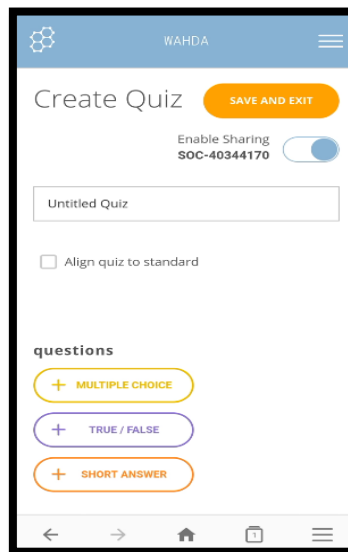 WAHDA
Create Quiz
SAVE AND EXIT
Enable Sharing
SOC-40344170
Untitled Quiz
Align quiz to standard
questions
+ MULTIPLE CHOICE
+ TRUE / FALSE
+ SHORT ANSWER
1